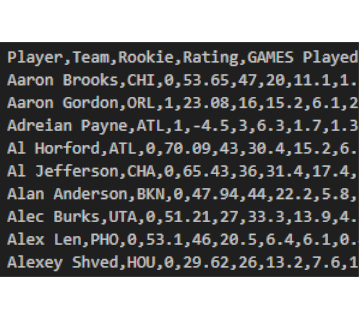 Player,Team,Rookie,Rating,GAMES Played
Aaron Brooks,CHI,0,53.65,47,20,11.1,1.
Aaron Gordon,ORL,1,23.08,16,15.2,6.1,2
Adreian Payne,ATL,1,-4.5,3,6.3,1.7,1.3
Al Horford,ATL,0,70.09,43,30.4,15.2,6.
Al Jefferson,CHA,0,65.43,36,31.4,17.4,
Alan Anderson,BKN,0,47.94,44,22.2,5.8,
Alec Burks,UTA,0,51.21,27,33.3,13.9,4.
Alex Len,PHO,0,53.1,46,20.5,6.4,6.1,0.
Alexey Shved,HOU,0,29.62,26,13.2,7.6,1